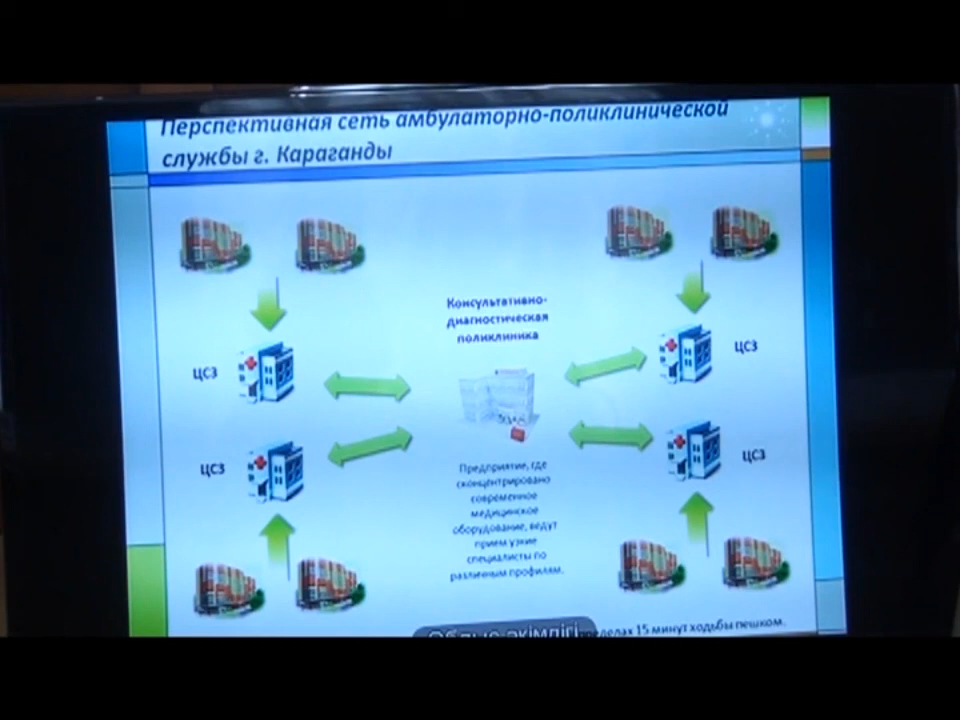 Перспективная сеть амбулаторно-поликлинической
службы г. Караганды
Консультативно-
диагностическая
поликлиника
ЦСЗ
ЦСЗ
ЦСЗ
ЦСЗ
Предприятие, где
сконцентрировано
современное
медицинское
оборудование, ведут
прием узкие
специалисты по
различным профилям.
15 минут ходьбы пешком.
Облыс әкімдігі